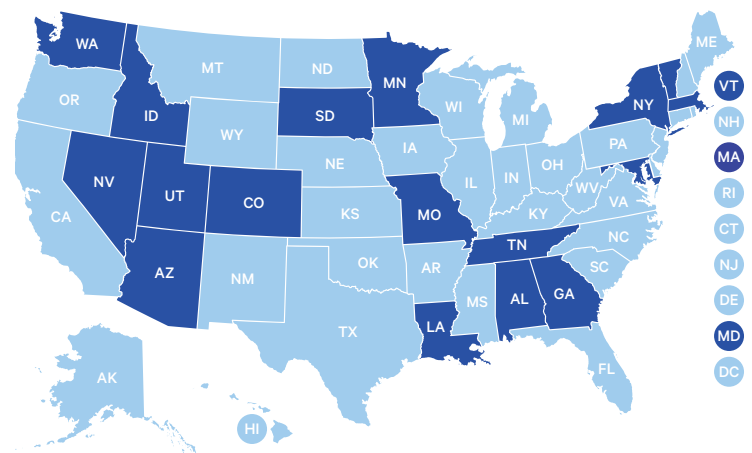 ME
WA
MT
ND
MN
VT
OR
ID
SD
WI
MI
NY
NH
WY
IA
PA
MA
NE
NV
UT
CO
IL
IN
OH
WV
VA
RI
CA
KS
MO
KY
CT
AZ
NM
OK
AR
TN
NC
NJ
SC
MS
AL
GA
DE
TX
LA
MD
AK
FL
DC
HI